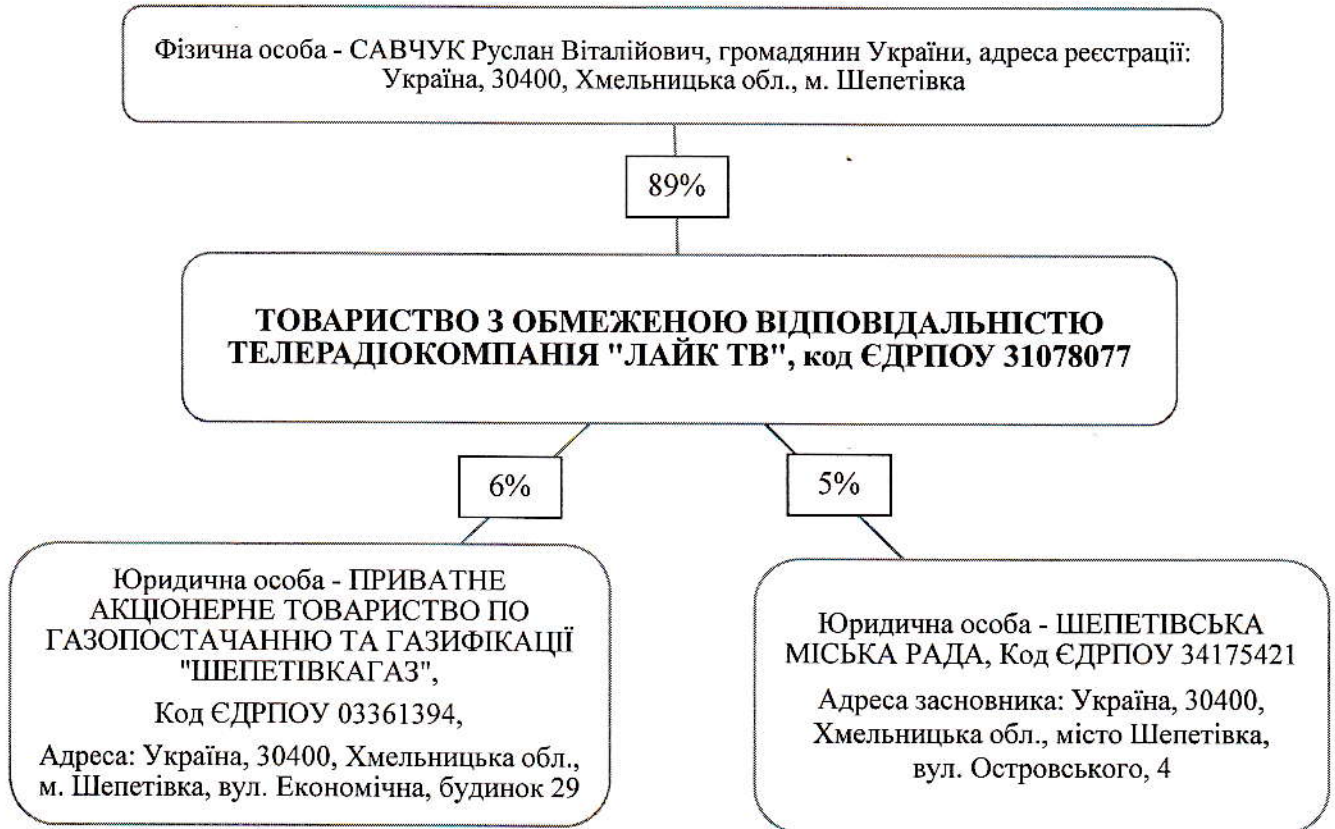 Фізична особа - САВЧУК Руслан Віталійович, громадянин України, адреса реєстрації:
Україна, 30400, Хмельницька обл., м. Шепетівка
89%
ТОВАРИСТВО З ОБМЕЖЕНОЮ ВІДПОВІДАЛЬНІСТЮ
ТЕЛЕРАДІОКОМПАНІЯ "ЛАЙК ТВ", код ЄДРПОУ 31078077
6%
5%
Юридична особа - ПРИВАТНЕ
АКЦІОНЕРНЕ ТОВАРИСТВО ПО
ГАЗОПОСТАЧАННЮ ТА ГАЗИФІКАЦІЇ
"ШЕПЕТІВКАГАЗ",
Код ЄДРПОУ 03361394,
Адреса: Україна, 30400, Хмельницька обл.,
м. Шепетівка, вул. Економічна, будинок 29
Юридична особа - ШЕПЕТІВСЬКА
МІСЬКА РАДА, Код ЄДРПОУ 34175421
Адреса засновника: Україна, 30400,
Хмельницька обл., місто Шепетівка,
вул. Островського, 4